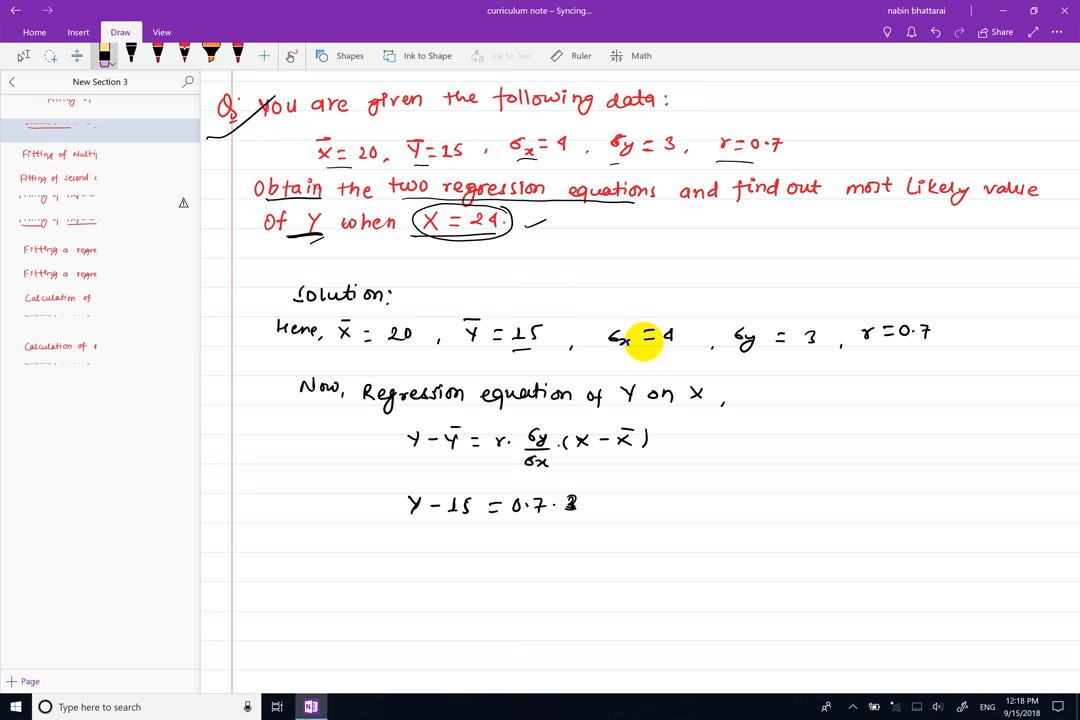 curriculum note – Syncing...
nabin bhattarai
Home Insert Draw View
Share
Shapes Ink to Shape Ink to Text Ruler Math
New Section 3
Fitting of Multip
Fitting of second o
Fitting a regre
Fitting a regre
Calculation of
Calculation of
Page
Q: You are given the following data:
X̄ = 20, Ȳ = 15, σx = 4, σy = 3, r = 0.7
Obtain the two regression equations and find out most likely value
Of Y when X = 24.
Solution:
Here, X̄ = 20, Ȳ = 15, σx = 4, σy = 3, r = 0.7
Now, Regression equation of Y on X,
Y - Ȳ = r. σy/σx .(X - X̄)
Y - 15 = 0.7. 3
Type here to search
ENG
12:18 PM
9/15/2018